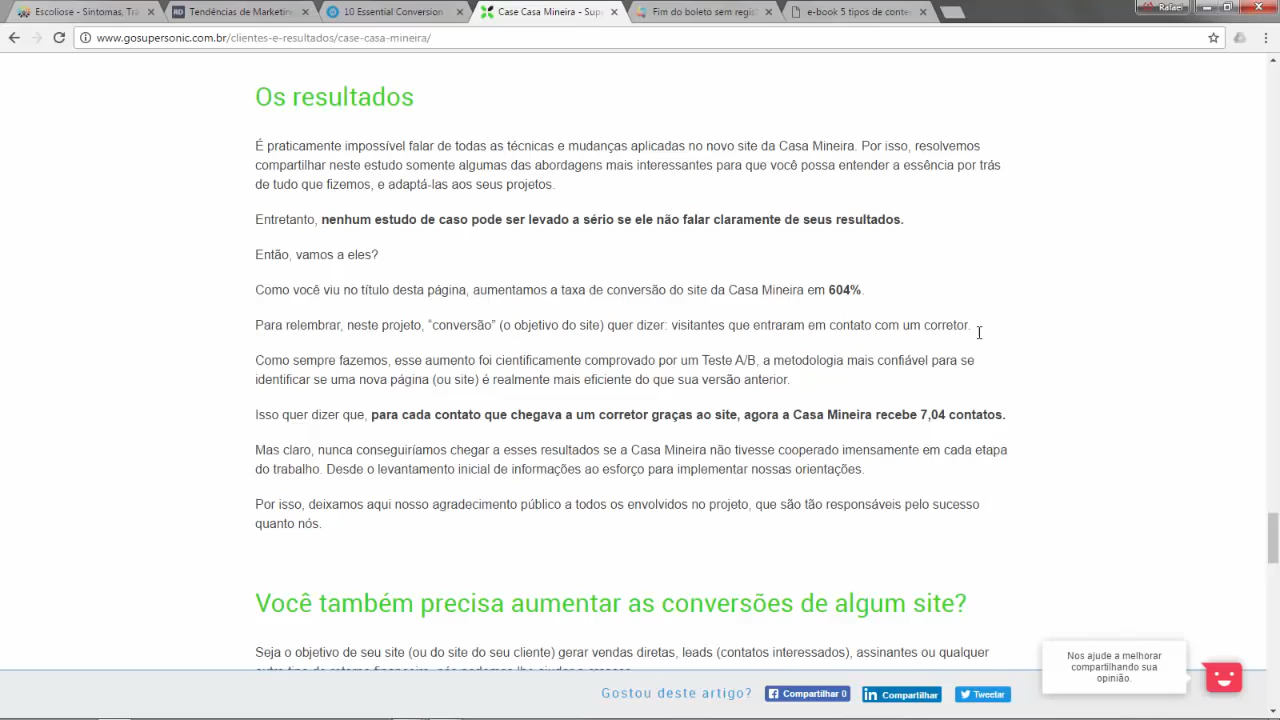 Escoliose - Sintomas, Tra
Tendências de Marketing
10 Essential Conversion
Case Casa Mineira - Sup
Fim do boleto sem regist
e-book 5 tipos de conte
Rafael
www.gosupersonic.com.br/clientes-e-resultados/case-casa-mineira/
Os resultados
É praticamente impossível falar de todas as técnicas e mudanças aplicadas no novo site da Casa Mineira. Por isso, resolvemos
compartilhar neste estudo somente algumas das abordagens mais interessantes para que você possa entender a essência por trás
de tudo que fizemos, e adaptá-las aos seus projetos.
Entretanto, nenhum estudo de caso pode ser levado a sério se ele não falar claramente de seus resultados.
Então, vamos a eles?
Como você viu no título desta página, aumentamos a taxa de conversão do site da Casa Mineira em 604%.
Para relembrar, neste projeto, “conversão” (o objetivo do site) quer dizer: visitantes que entraram em contato com um corretor.
Como sempre fazemos, esse aumento foi cientificamente comprovado por um Teste A/B, a metodologia mais confiável para se
identificar se uma nova página (ou site) é realmente mais eficiente do que sua versão anterior.
Isso quer dizer que, para cada contato que chegava a um corretor graças ao site, agora a Casa Mineira recebe 7,04 contatos.
Mas claro, nunca conseguiríamos chegar a esses resultados se a Casa Mineira não tivesse cooperado imensamente em cada etapa
do trabalho. Desde o levantamento inicial de informações ao esforço para implementar nossas orientações.
Por isso, deixamos aqui nosso agradecimento público a todos os envolvidos no projeto, que são tão responsáveis pelo sucesso
quanto nós.
Você também precisa aumentar as conversões de algum site?
Seja o objetivo de seu site (ou do site do seu cliente) gerar vendas diretas, leads (contatos interessados), assinantes ou qualquer
Nos ajude a melhorar
compartilhando sua
opinião.
Gostou deste artigo?
Compartilhar 0
Compartilhar
Tweetar